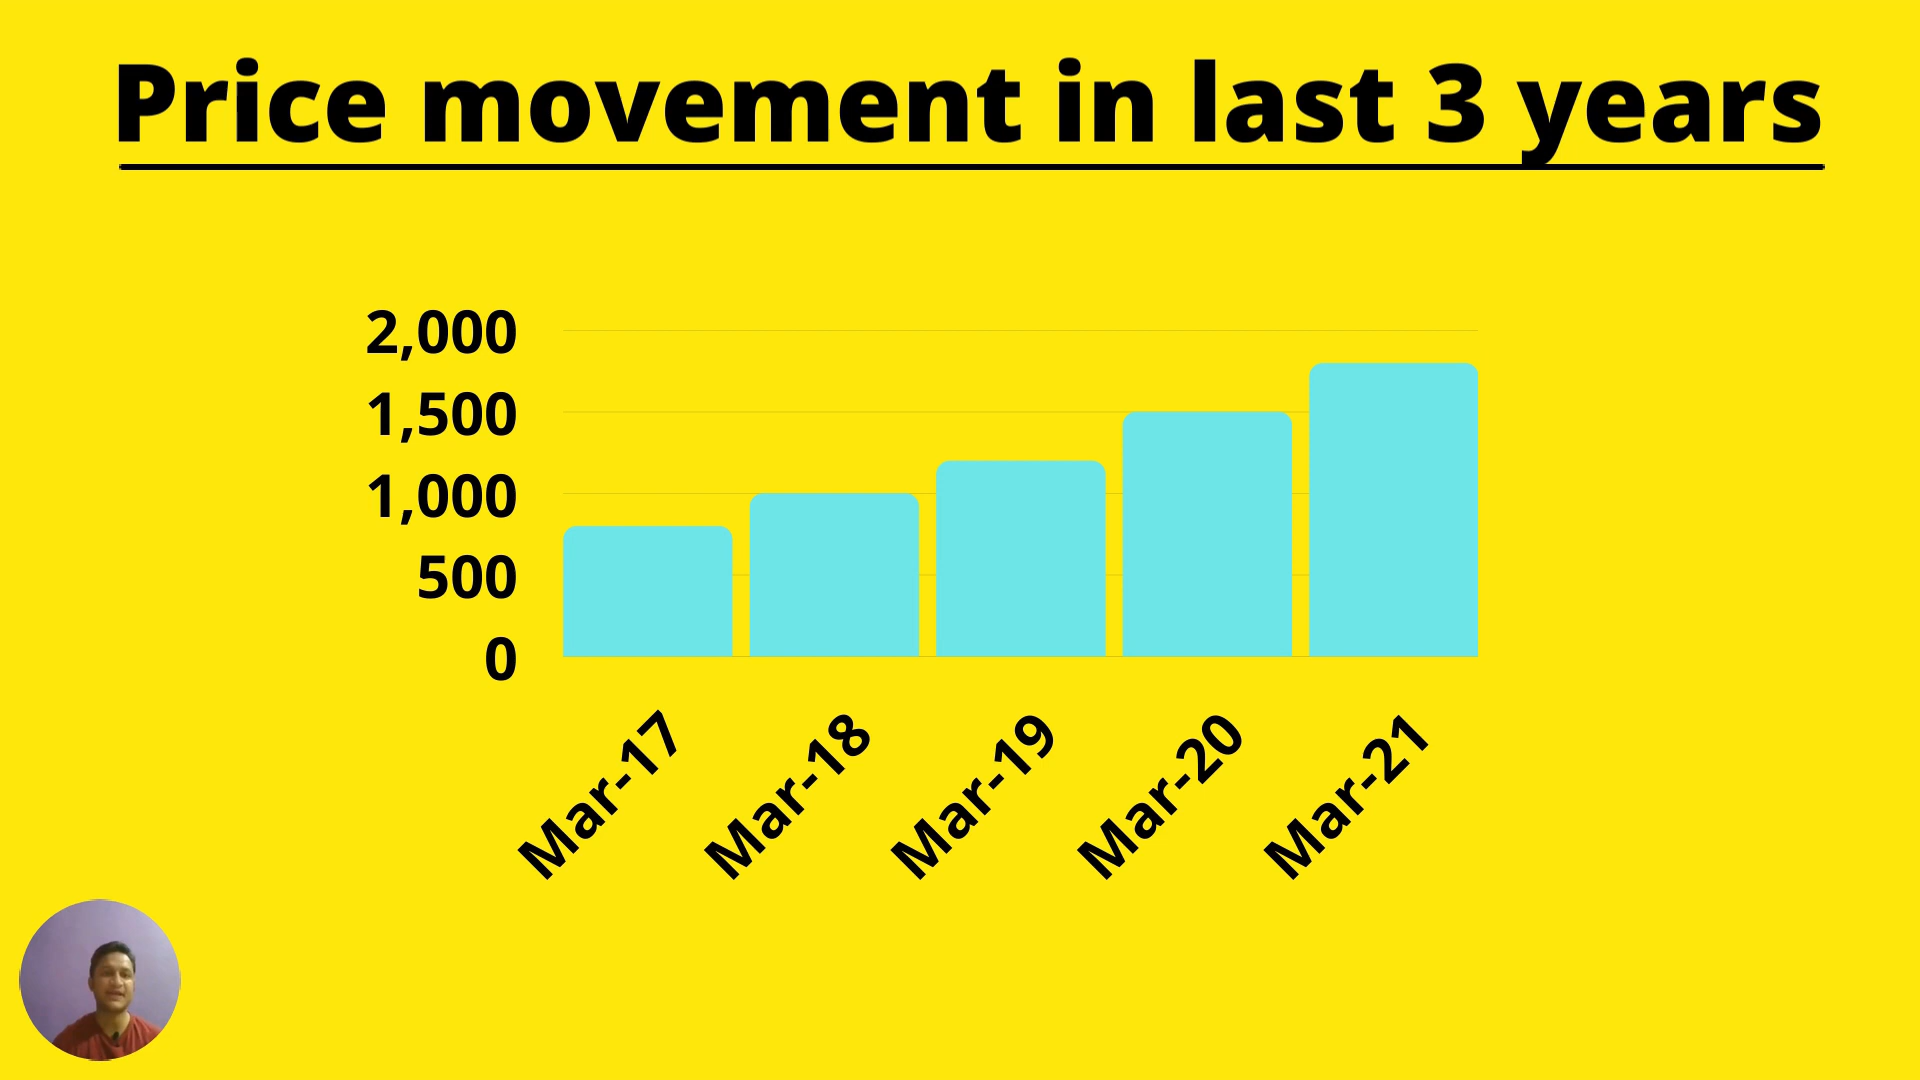 Price movement in last 3 years
2,000
1,500
1,000
500
0
Mar-17
Mar-18
Mar-19
Mar-20
Mar-21